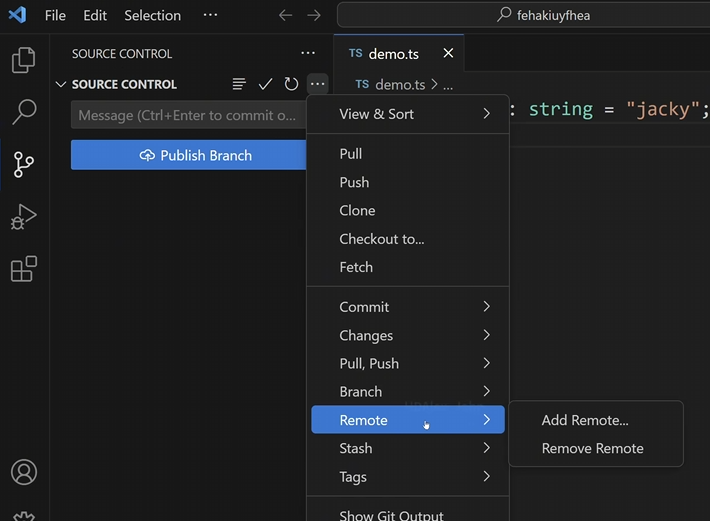 File Edit Selection ...
fehakiuyfhea
SOURCE CONTROL ...
TS demo.ts
SOURCE CONTROL ...
TS demo.ts > ...
Message (Ctrl+Enter to commit o...
: string = "jacky";
Publish Branch
View & Sort
Pull
Push
Clone
Checkout to...
Fetch
Commit
Changes
Pull, Push
Branch
Remote
Add Remote...
Remove Remote
Stash
Tags
Show Git Output